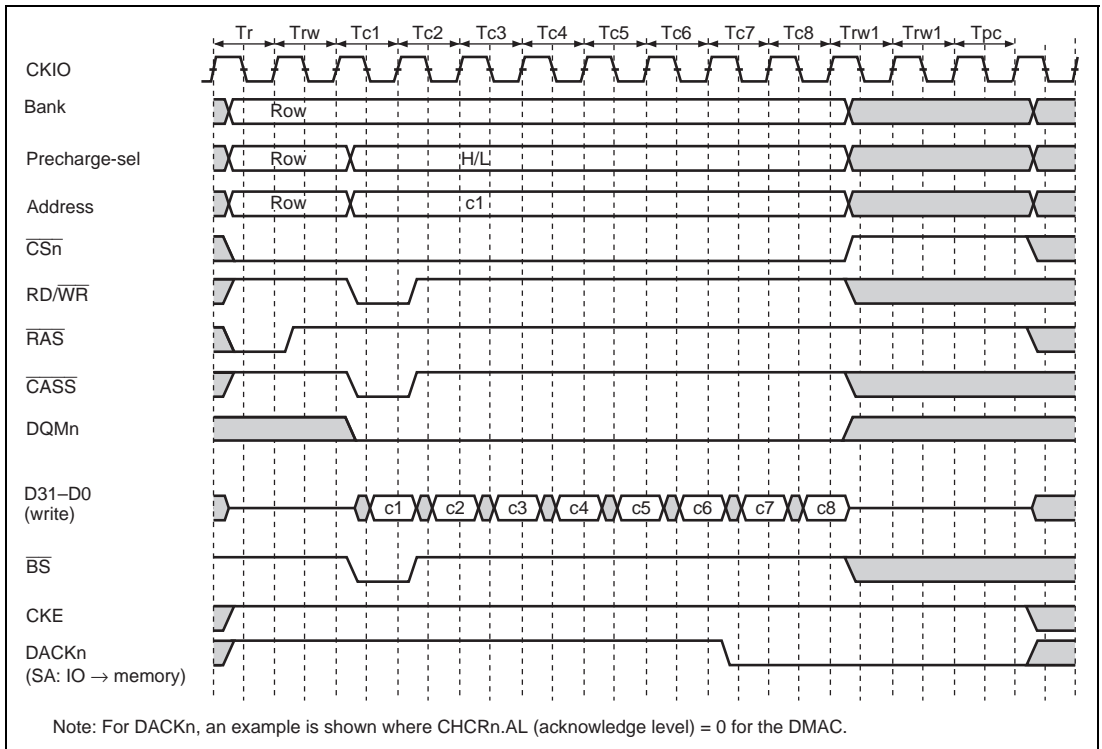 Tr Trw Tc1 Tc2 Tc3 Tc4 Tc5 Tc6 Tc7 Tc8 Trw1 Trw1 Tpc
CKIO
Bank Row
Precharge-sel Row H/L
Address Row c1
CSn
RD/WR
RAS
CASS
DQMn
D31–D0
(write) c1 c2 c3 c4 c5 c6 c7 c8
BS
CKE
DACKn
(SA: IO → memory)
Note: For DACKn, an example is shown where CHCRn.AL (acknowledge level) = 0 for the DMAC.